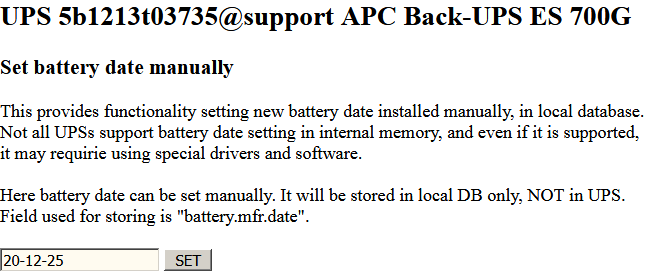 UPS 5b1213t03735@support APC Back-UPS ES 700G
Set battery date manually
This provides functionality setting new battery date installed manually, in local database.
Not all UPSs support battery date setting in internal memory, and even if it is supported,
it may requirie using special drivers and software.
Here battery date can be set manually. It will be stored in local DB only, NOT in UPS.
Field used for storing is "battery.mfr.date".
20-12-25 SET